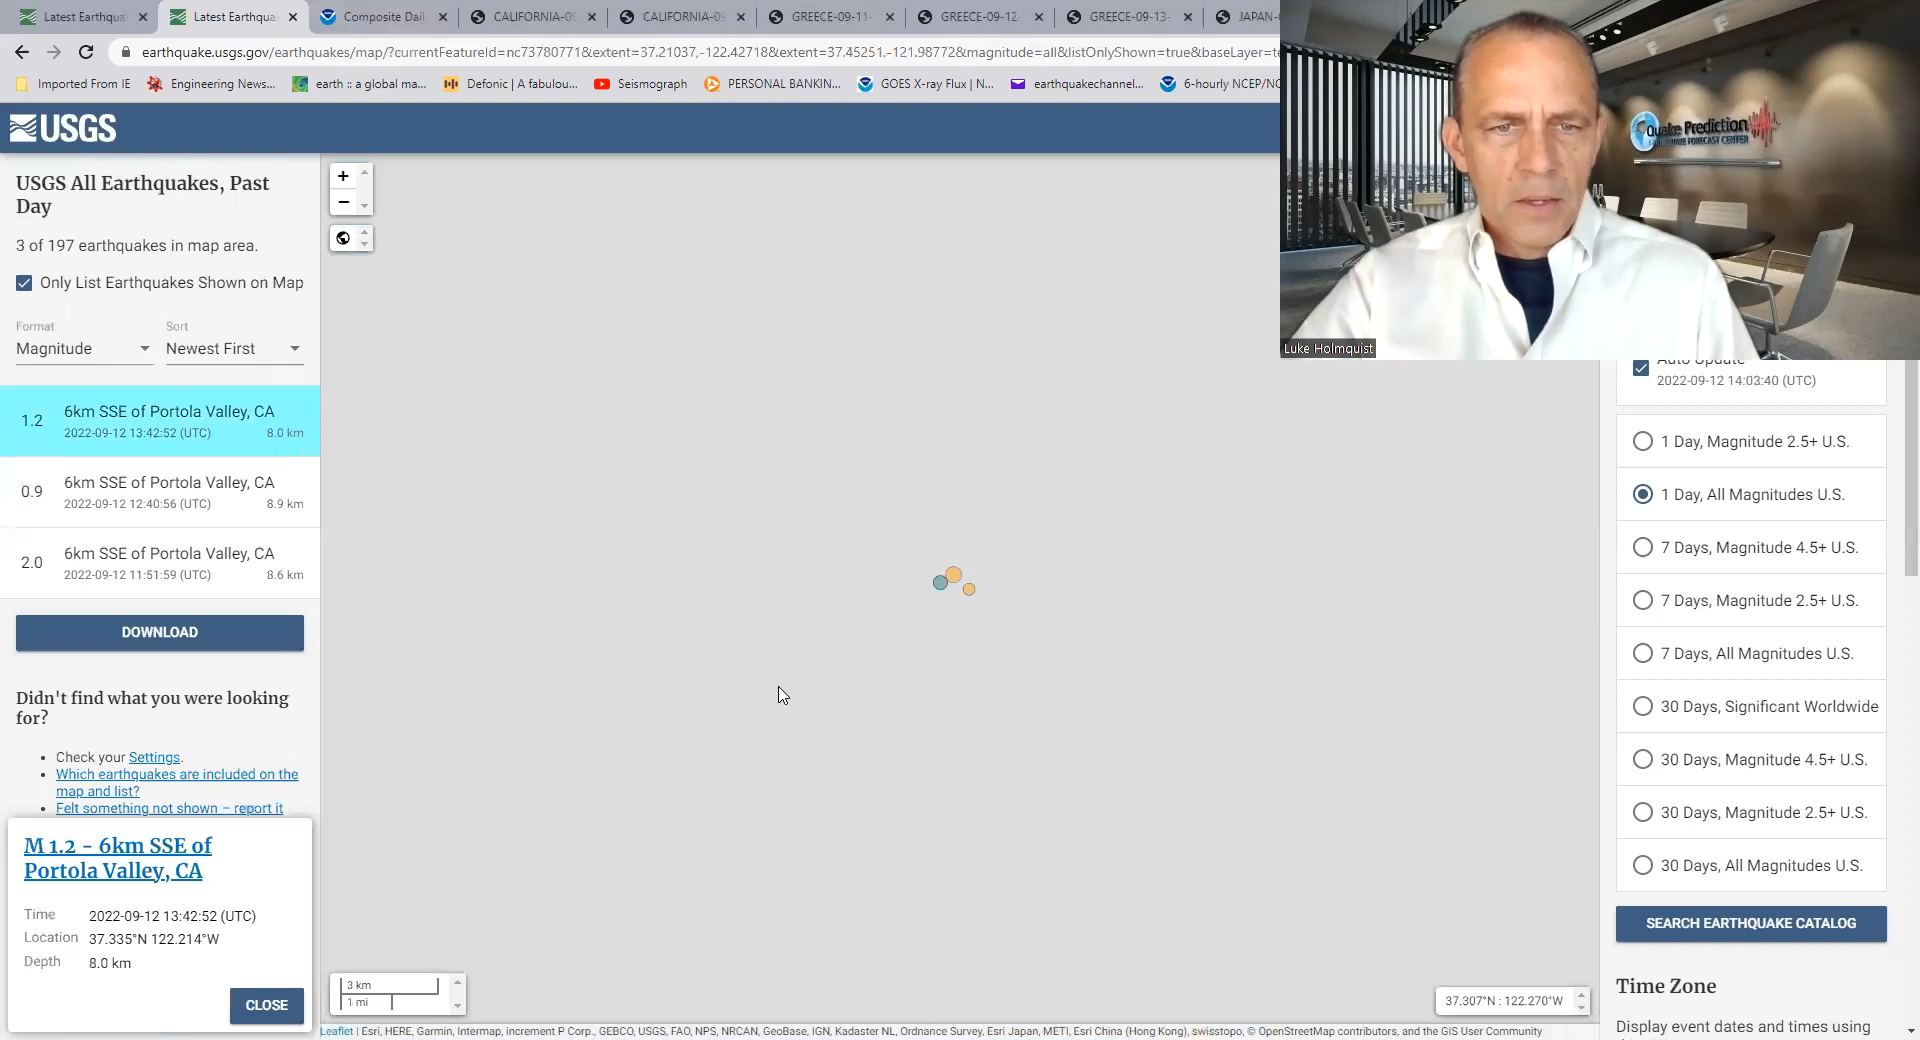 Latest Earthqua
Latest Earthqua
Composite Dail
CALIFORNIA-0
CALIFORNIA-0
GREECE-09-11-
GREECE-09-12-
GREECE-09-13-
JAPAN-
earthquake.usgs.gov/earthquakes/map/?currentFeatureId=nc73780771&extent=37.21037,-122.42718&extent=37.45251,-121.98772&magnitude=all&listOnlyShown=true&baseLayer=te
Imported From IE
Engineering News...
earth :: a global ma...
Defonic | A fabulou...
Seismograph
PERSONAL BANKIN...
GOES X-ray Flux | N...
earthquakechannel...
6-hourly NCEP/NC
USGS
Quake Prediction
EARTHQUAKE FORECAST CENTER
Luke Holmquist
USGS All Earthquakes, Past
Day
3 of 197 earthquakes in map area.
Only List Earthquakes Shown on Map
Format
Sort
Magnitude
Newest First
1.2
6km SSE of Portola Valley, CA
2022-09-12 13:42:52 (UTC)
8.0 km
0.9
6km SSE of Portola Valley, CA
2022-09-12 12:40:56 (UTC)
8.9 km
2.0
6km SSE of Portola Valley, CA
2022-09-12 11:51:59 (UTC)
8.6 km
DOWNLOAD
Didn't find what you were looking
for?
Check your Settings.
Which earthquakes are included on the
map and list?
Felt something not shown – report it
M 1.2 - 6km SSE of
Portola Valley, CA
Time 2022-09-12 13:42:52 (UTC)
Location 37.335°N 122.214°W
Depth 8.0 km
CLOSE
+
−
3 km
1 mi
37.307°N : 122.270°W
Leaflet | Esri, HERE, Garmin, Intermap, increment P Corp., GEBCO, USGS, FAO, NPS, NRCAN, GeoBase, IGN, Kadaster NL, Ordnance Survey, Esri Japan, METI, Esri China (Hong Kong), swisstopo, © OpenStreetMap contributors, and the GIS User Community
Auto Update
2022-09-12 14:03:40 (UTC)
1 Day, Magnitude 2.5+ U.S.
1 Day, All Magnitudes U.S.
7 Days, Magnitude 4.5+ U.S.
7 Days, Magnitude 2.5+ U.S.
7 Days, All Magnitudes U.S.
30 Days, Significant Worldwide
30 Days, Magnitude 4.5+ U.S.
30 Days, Magnitude 2.5+ U.S.
30 Days, All Magnitudes U.S.
SEARCH EARTHQUAKE CATALOG
Time Zone
Display event dates and times using